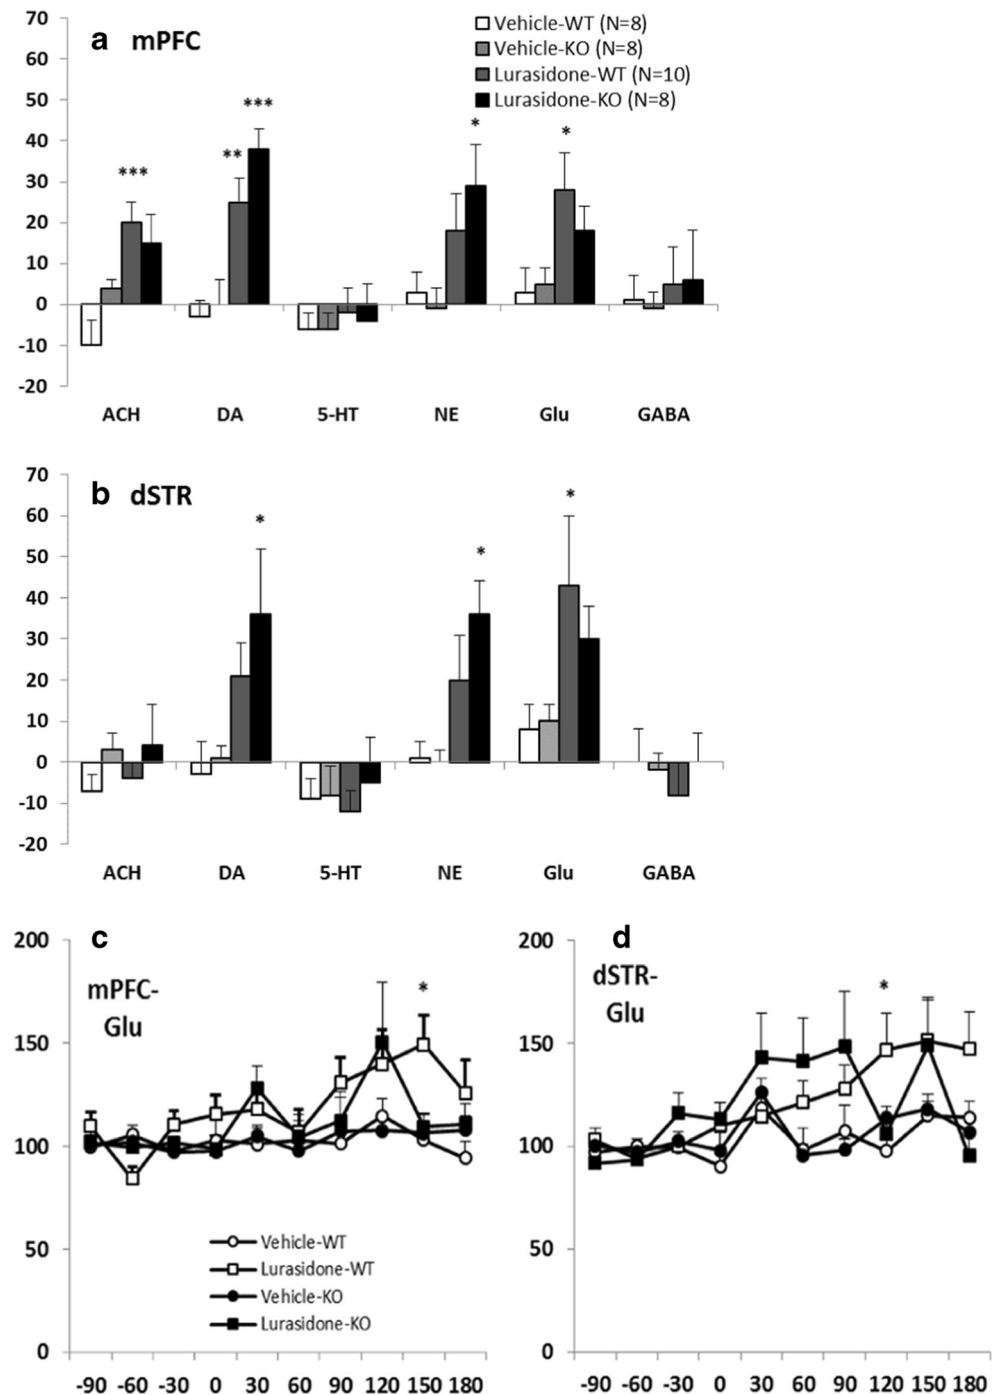 a mPFC
Vehicle-WT (N=8)
Vehicle-KO (N=8)
Lurasidone-WT (N=10)
Lurasidone-KO (N=8)
70
60
50
40
30
20
10
0
-10
-20
***
**
***
*
*
ACH DA 5-HT NE Glu GABA
b dSTR
70
60
50
40
30
20
10
0
-10
-20
*
*
*
ACH DA 5-HT NE Glu GABA
c
mPFC-
Glu
200
150
100
50
0
*
Vehicle-WT
Lurasidone-WT
Vehicle-KO
Lurasidone-KO
-90 -60 -30 0 30 60 90 120 150 180
d
dSTR-
Glu
200
150
100
50
0
*
-90 -60 -30 0 30 60 90 120 150 180